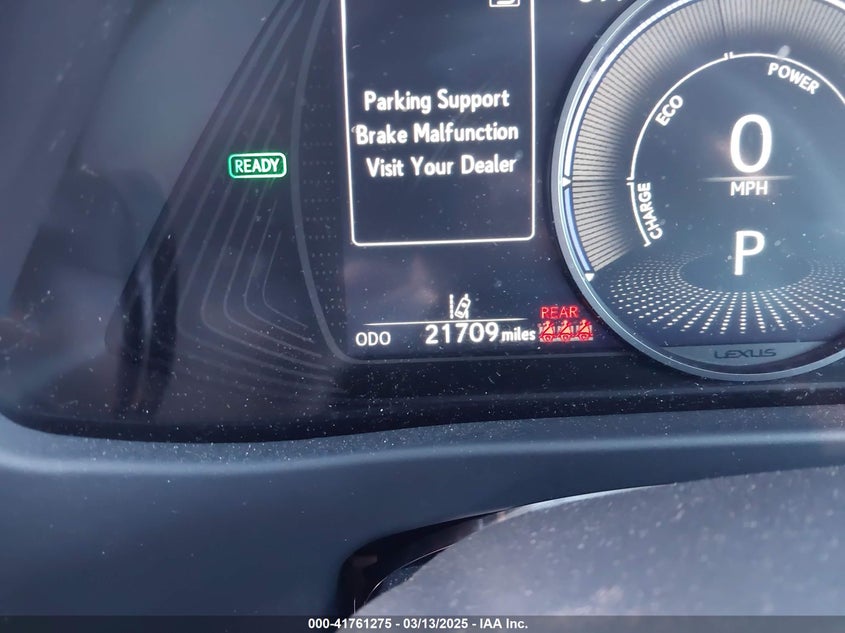 Parking Support
Brake Malfunction
Visit Your Dealer
READY
ECO
POWER
CHARGE
0
MPH
P
REAR
ODO 21709 miles
LEXUS
000-41761275 - 03/13/2025 - IAA Inc.